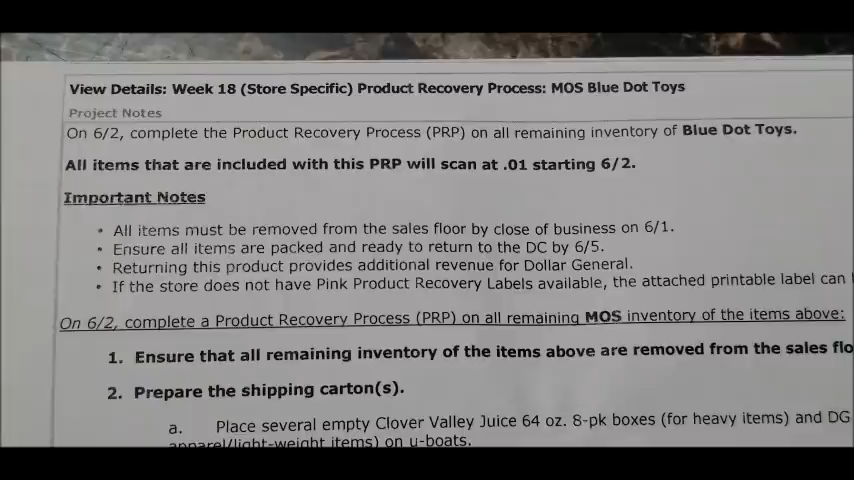 View Details: Week 18 (Store Specific) Product Recovery Process: MOS Blue Dot Toys
Project Notes
On 6/2, complete the Product Recovery Process (PRP) on all remaining inventory of Blue Dot Toys.
All items that are included with this PRP will scan at .01 starting 6/2.
Important Notes
• All items must be removed from the sales floor by close of business on 6/1.
• Ensure all items are packed and ready to return to the DC by 6/5.
• Returning this product provides additional revenue for Dollar General.
• If the store does not have Pink Product Recovery Labels available, the attached printable label can
On 6/2, complete a Product Recovery Process (PRP) on all remaining MOS inventory of the items above:
1. Ensure that all remaining inventory of the items above are removed from the sales flo
2. Prepare the shipping carton(s).
a. Place several empty Clover Valley Juice 64 oz. 8-pk boxes (for heavy items) and DG
apparel/light-weight items) on u-boats.